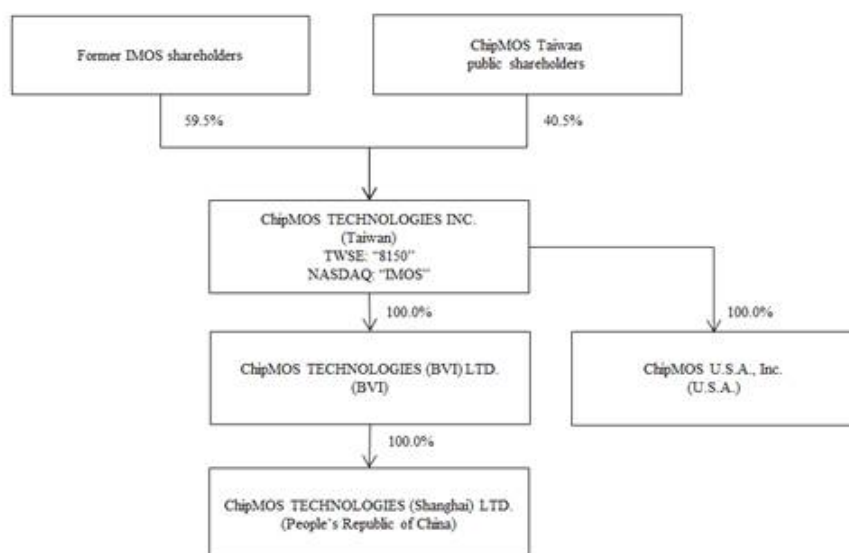 Former IMOS shareholders
ChipMOS Taiwan
public shareholders
59.5%
40.5%
ChipMOS TECHNOLOGIES INC.
(Taiwan)
TWSE: “8150”
NASDAQ: “IMOS”
100.0%
100.0%
ChipMOS TECHNOLOGIES (BVI) LTD.
(BVI)
ChipMOS U.S.A., Inc.
(U.S.A.)
100.0%
ChipMOS TECHNOLOGIES (Shanghai) LTD.
(People’s Republic of China)